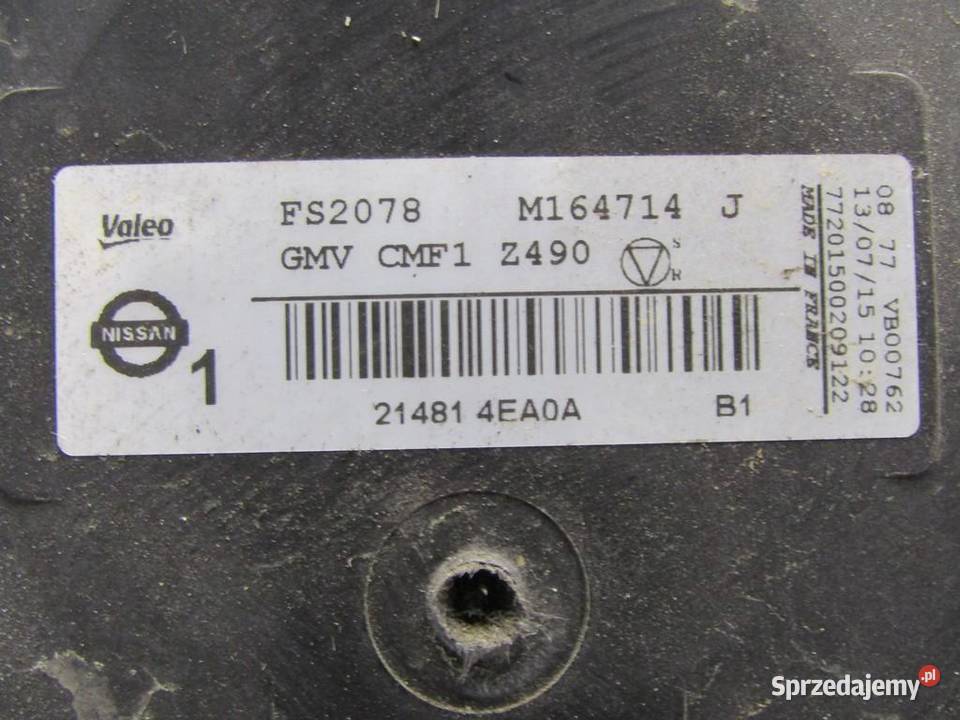 Valeo
FS2078 M164714 J
GMV CMF1 Z490
S
R
NISSAN
1
21481 4EA0A B1
MADE IN FRANCE
77201500209122
13/07/15 10:28
08 77 VB00762
Sprzedajemy.pl